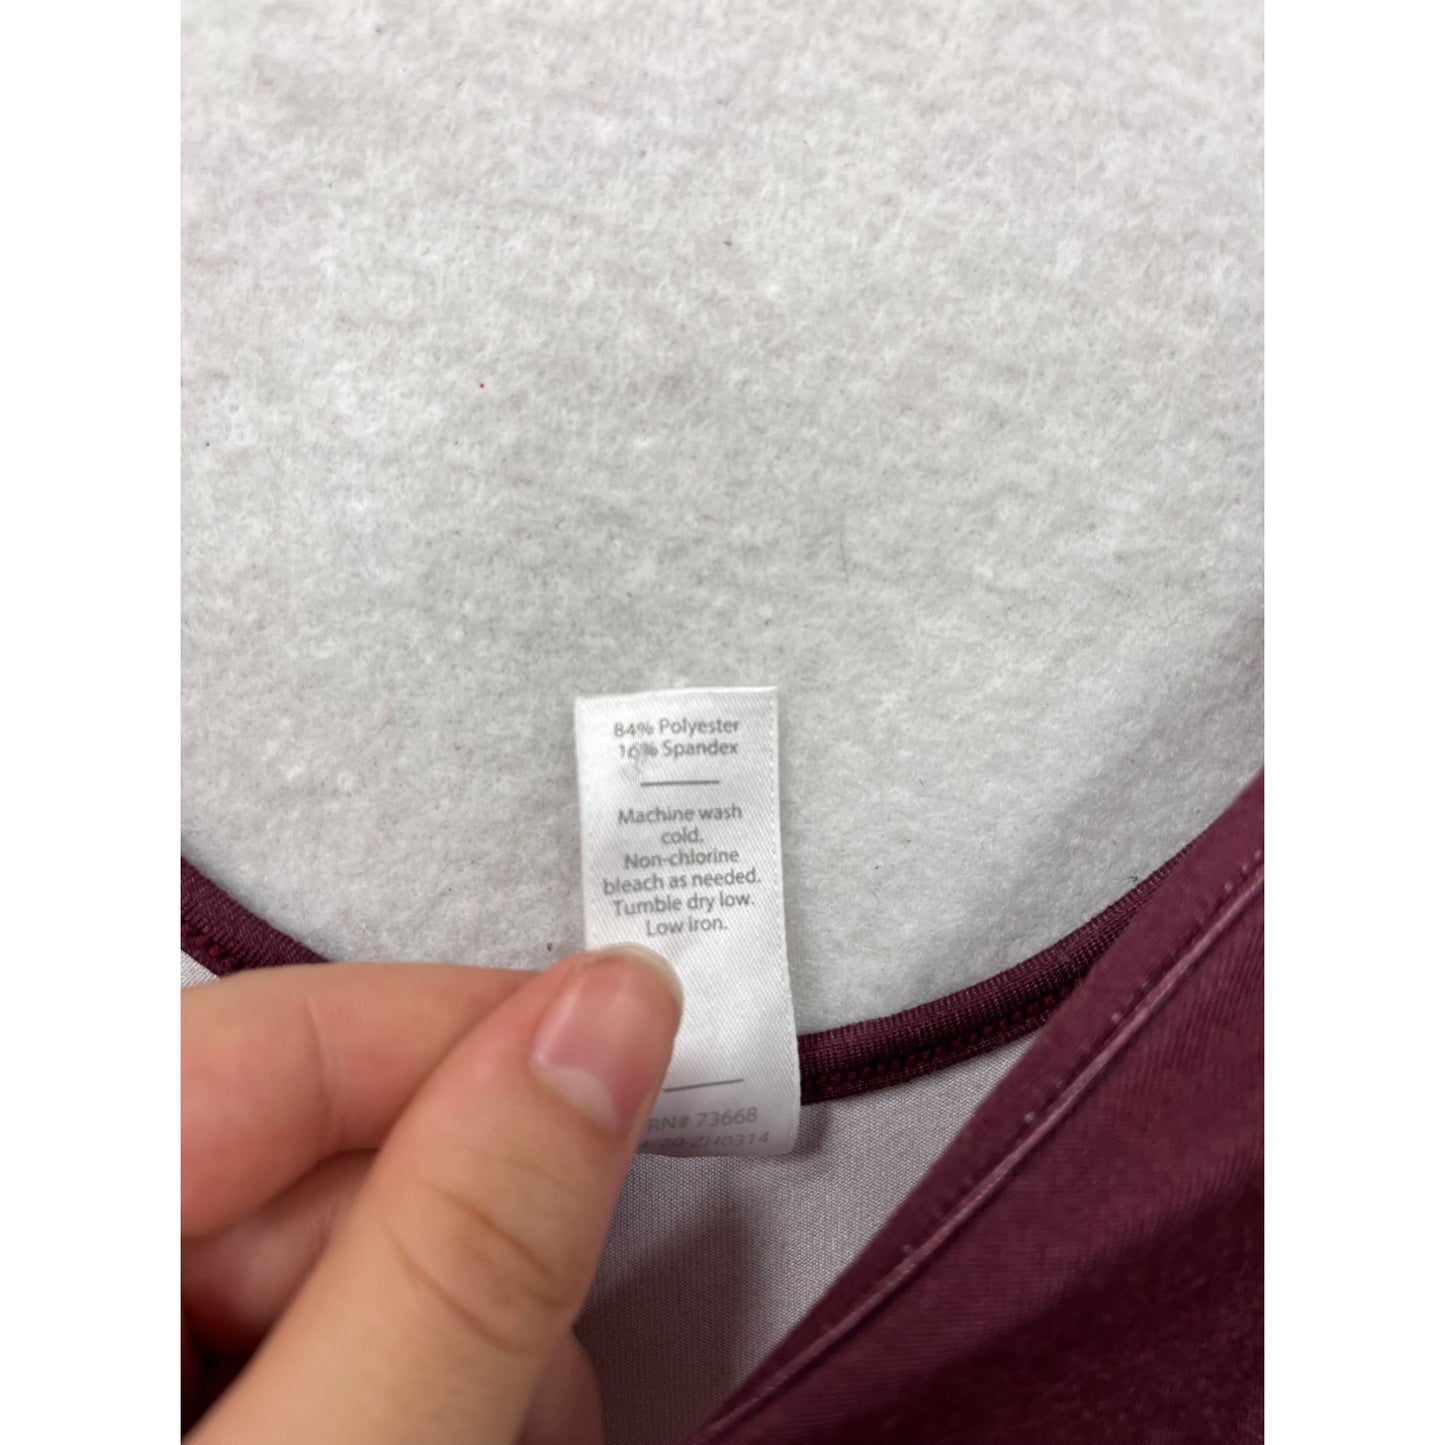 84% Polyester
16% Spandex
Machine wash
cold.
Non-chlorine
bleach as needed.
Tumble dry low.
Low iron.
RN# 73668
ZH0314